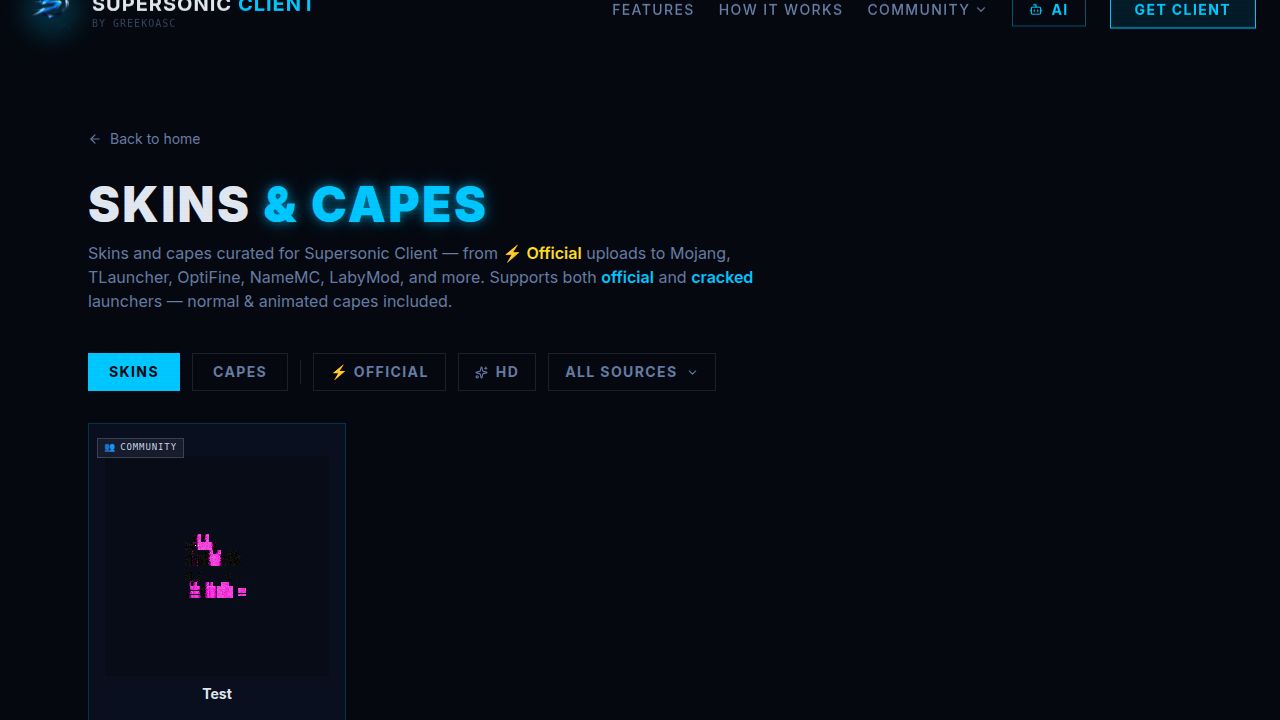 SUPERSONIC CLIENT
BY GREEKOASC
FEATURES HOW IT WORKS COMMUNITY AI GET CLIENT
Back to home
SKINS & CAPES
Skins and capes curated for Supersonic Client — from ⚡ Official uploads to Mojang,
TLauncher, OptiFine, NameMC, LabyMod, and more. Supports both official and cracked
launchers — normal & animated capes included.
SKINS CAPES ⚡ OFFICIAL HD ALL SOURCES
👥 COMMUNITY
Test